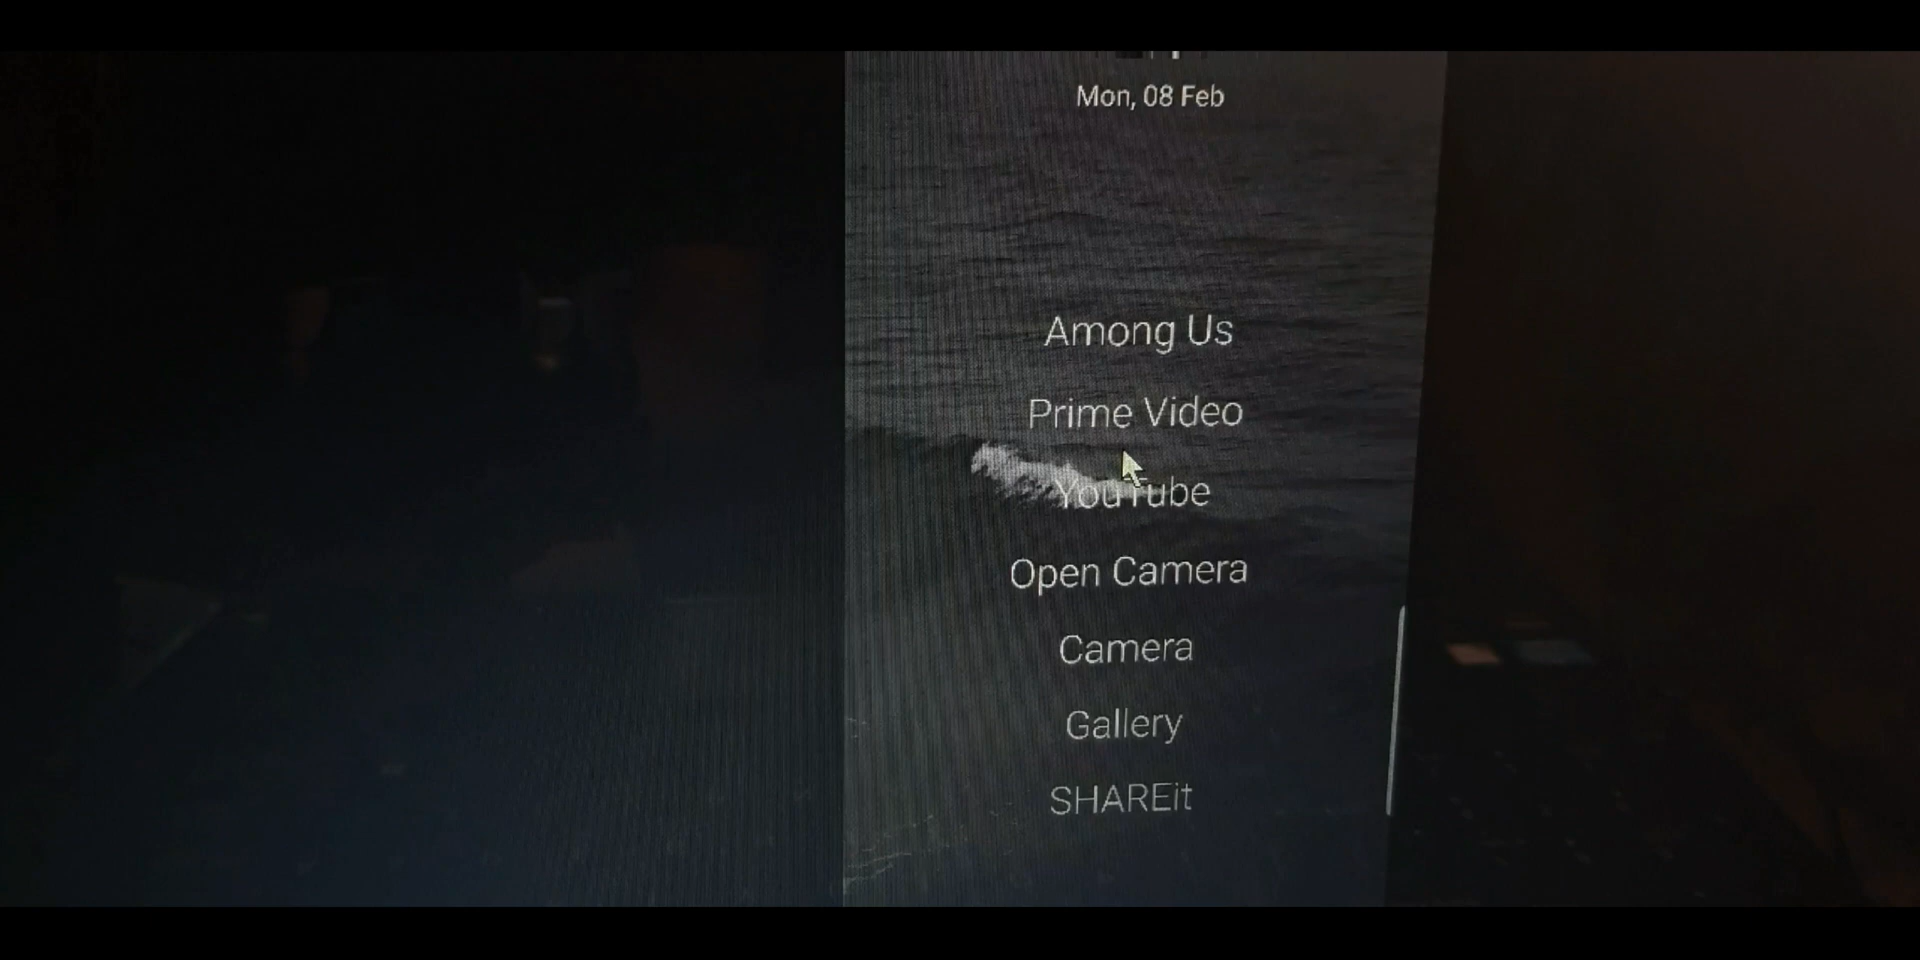 Mon, 08 Feb
Among Us
Prime Video
YouTube
Open Camera
Camera
Gallery
SHAREit